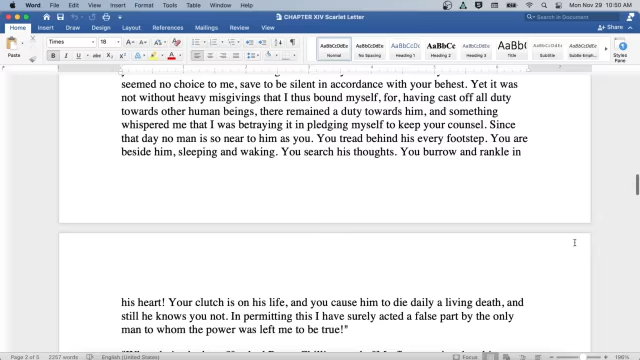 Word File Edit View Insert Format Tools Table Window Help
Mon Nov 29 10:50 AM
CHAPTER XIV Scarlet Letter
Search in Document
Home Insert Draw Design Layout References Mailings Review View
Share
Times New Roman 18
AaBbCcDdEe AaBbCcDdEe AaBbCcDc AaBbCcDdEe AaBbC AaBbCcDdEe AaBbCcDdEe
Normal No Spacing Heading 1 Heading 2 Title Subtitle Subtle Emph...
Styles Pane
seemed no choice to me, save to be silent in accordance with your behest. Yet it was
not without heavy misgivings that I thus bound myself, for, having cast off all duty
towards other human beings, there remained a duty towards him, and something
whispered me that I was betraying it in pledging myself to keep your counsel. Since
that day no man is so near to him as you. You tread behind his every footstep. You are
beside him, sleeping and waking. You search his thoughts. You burrow and rankle in
his heart! Your clutch is on his life, and you cause him to die daily a living death, and
still he knows you not. In permitting this I have surely acted a false part by the only
man to whom the power was left me to be true!"
Page 2 of 5 2257 words English (United States)
Focus
196%